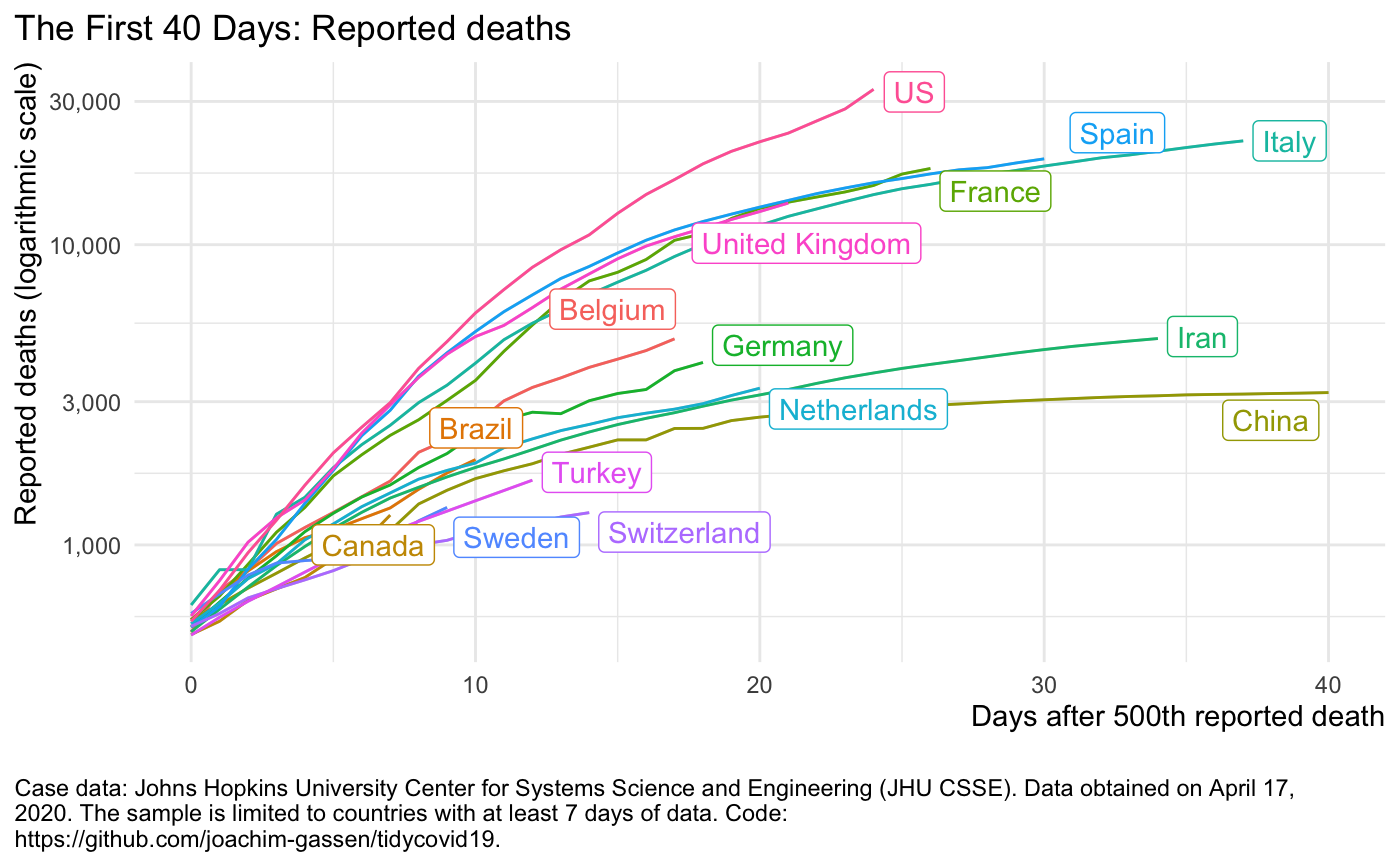 The First 40 Days: Reported deaths
Reported deaths (logarithmic scale)
30,000
10,000
3,000
1,000
US
Spain
Italy
France
United Kingdom
Belgium
Germany
Iran
Netherlands
China
Brazil
Turkey
Canada
Sweden
Switzerland
0 10 20 30 40
Days after 500th reported death
Case data: Johns Hopkins University Center for Systems Science and Engineering (JHU CSSE). Data obtained on April 17,
2020. The sample is limited to countries with at least 7 days of data. Code:
https://github.com/joachim-gassen/tidycovid19.